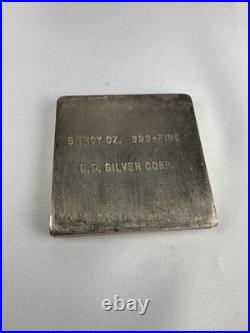 5 TROY OZ. 999+FINE
U.S. SILVER CORP.